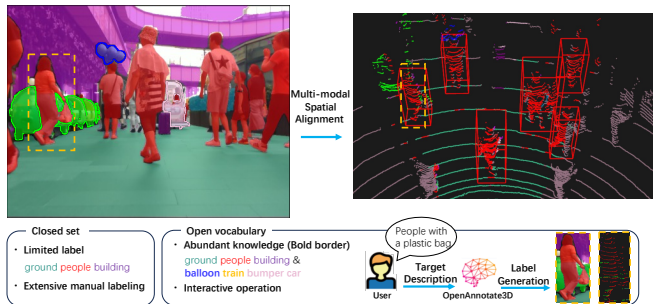 Multi-modal
Spatial
Alignment
Closed set
• Limited label
ground people building
• Extensive manual labeling
Open vocabulary
• Abundant knowledge (Bold border)
ground people building &
balloon train bumper car
• Interactive operation
People with
a plastic bag
User
Target
Description
OpenAnnotate3D
Label
Generation